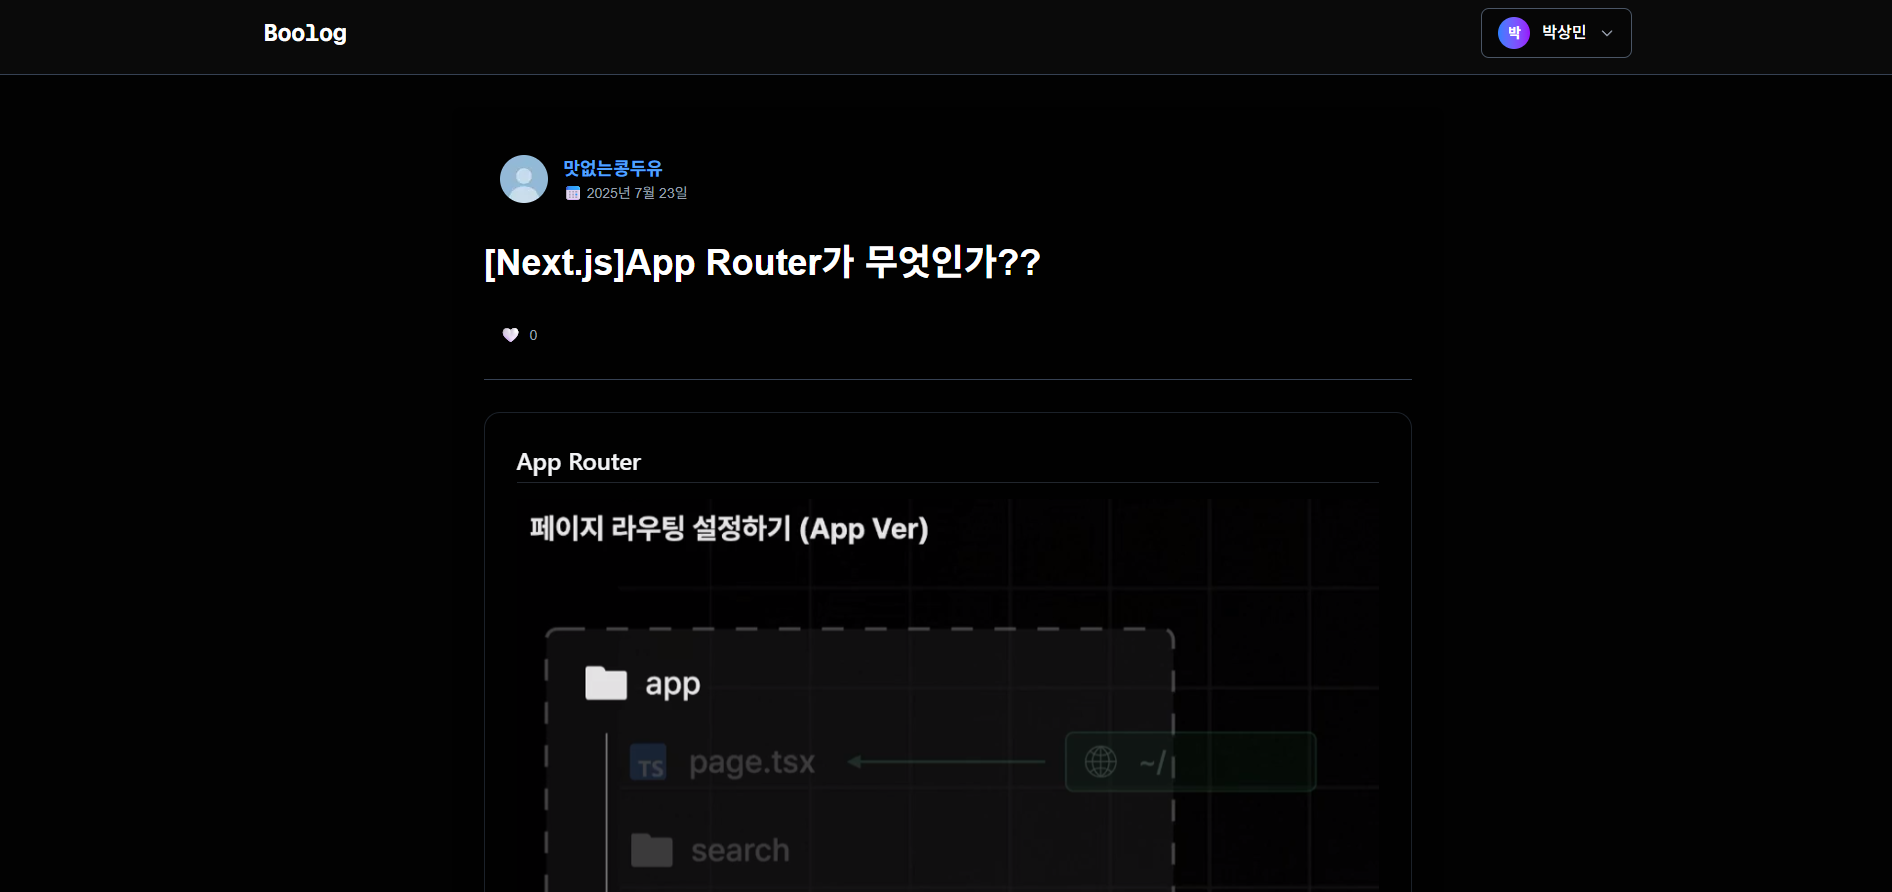 Boolog
박 박상민
맛없는콩두유
2025년 7월 23일
[Next.js]App Router가 무엇인가??
0
App Router
페이지 라우팅 설정하기 (App Ver)
app
TS page.tsx ~/
search